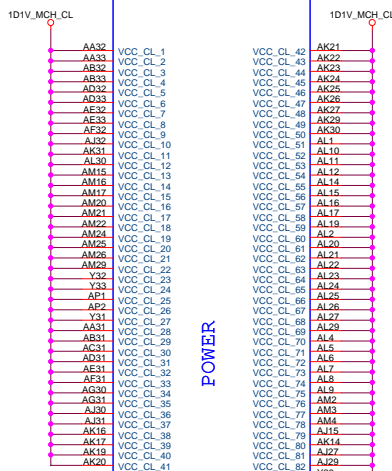 1D1V_MCH_CL 1D1V_MCH_CL
AA32 VCC_CL_1 VCC_CL_42 AK21
AA33 VCC_CL_2 VCC_CL_43 AK22
AB32 VCC_CL_3 VCC_CL_44 AK23
AB33 VCC_CL_4 VCC_CL_45 AK24
AD32 VCC_CL_5 VCC_CL_46 AK25
AD33 VCC_CL_6 VCC_CL_47 AK26
AE32 VCC_CL_7 VCC_CL_48 AK27
AE33 VCC_CL_8 VCC_CL_49 AK29
AF32 VCC_CL_9 VCC_CL_50 AK30
AJ32 VCC_CL_10 VCC_CL_51 AL1
AK31 VCC_CL_11 VCC_CL_52 AL10
AL30 VCC_CL_12 VCC_CL_53 AL11
AM15 VCC_CL_13 VCC_CL_54 AL12
AM16 VCC_CL_14 VCC_CL_55 AL14
AM17 VCC_CL_15 VCC_CL_56 AL15
AM20 VCC_CL_16 VCC_CL_57 AL16
AM21 VCC_CL_17 VCC_CL_58 AL17
AM22 VCC_CL_18 VCC_CL_59 AL19
AM24 VCC_CL_19 VCC_CL_60 AL2
AM25 VCC_CL_20 VCC_CL_61 AL20
AM26 VCC_CL_21 VCC_CL_62 AL21
AM29 VCC_CL_22 VCC_CL_63 AL22
Y32 VCC_CL_23 VCC_CL_64 AL23
Y33 VCC_CL_24 VCC_CL_65 AL24
AP1 VCC_CL_25 VCC_CL_66 AL25
AP2 VCC_CL_26 VCC_CL_67 AL26
Y31 VCC_CL_27 VCC_CL_68 AL27
AA31 VCC_CL_28 VCC_CL_69 AL29
AB31 VCC_CL_29 VCC_CL_70 AL4
AC31 VCC_CL_30 VCC_CL_71 AL5
AD31 VCC_CL_31 VCC_CL_72 AL6
AE31 VCC_CL_32 VCC_CL_73 AL7
AF31 VCC_CL_33 VCC_CL_74 AL8
AG30 VCC_CL_34 VCC_CL_75 AL9
AG31 VCC_CL_35 VCC_CL_76 AM2
AJ30 VCC_CL_36 VCC_CL_77 AM3
AJ31 VCC_CL_37 VCC_CL_78 AM4
AK16 VCC_CL_38 VCC_CL_79 AJ15
AK17 VCC_CL_39 VCC_CL_80 AK14
AK19 VCC_CL_40 VCC_CL_81 AJ27
AK20 VCC_CL_41 VCC_CL_82 AJ29
POWER